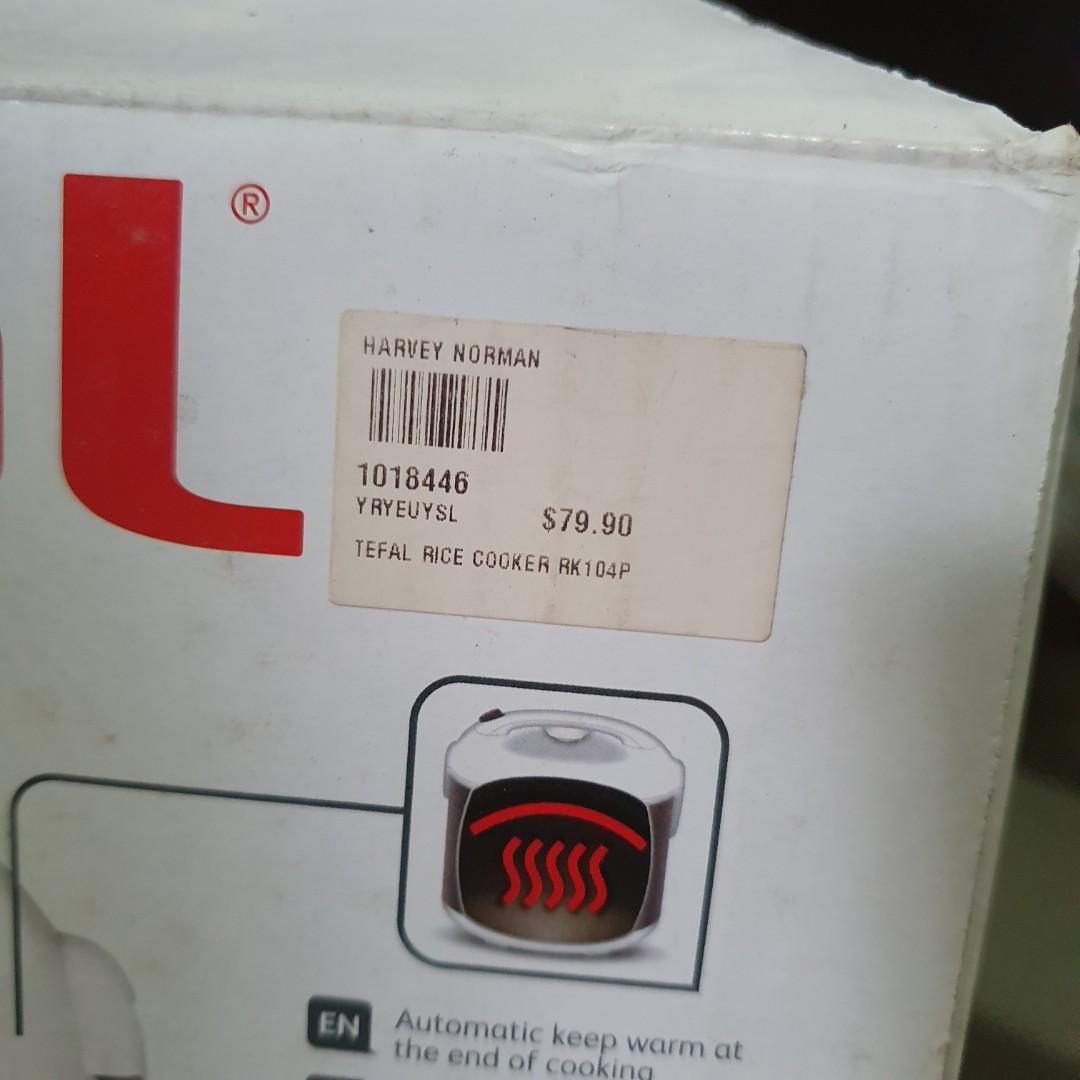 L®
HARVEY NORMAN
1018446
YRYEUYSL $79.90
TEFAL RICE COOKER RK104P
EN Automatic keep warm at
the end of cooking